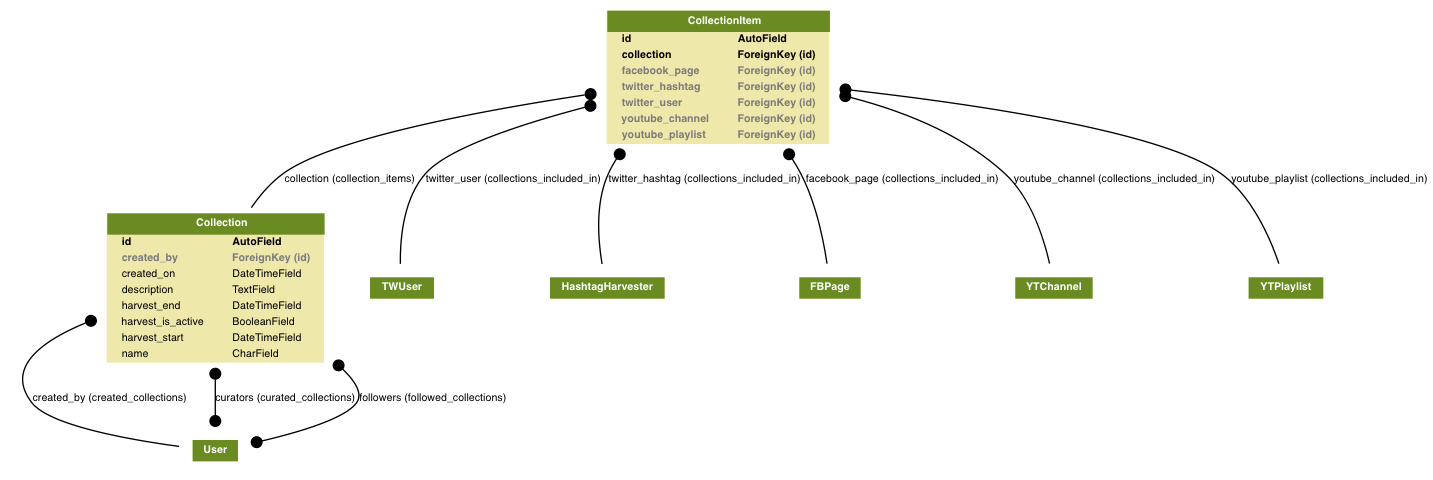 CollectionItem
id AutoField
collection ForeignKey (id)
facebook_page ForeignKey (id)
twitter_hashtag ForeignKey (id)
twitter_user ForeignKey (id)
youtube_channel ForeignKey (id)
youtube_playlist ForeignKey (id)
collection (collection_items)
twitter_user (collections_included_in)
twitter_hashtag (collections_included_in)
facebook_page (collections_included_in)
youtube_channel (collections_included_in)
youtube_playlist (collections_included_in)
Collection
id AutoField
created_by ForeignKey (id)
created_on DateTimeField
description TextField
harvest_end DateTimeField
harvest_is_active BooleanField
harvest_start DateTimeField
name CharField
TWUser
HashtagHarvester
FBPage
YTChannel
YTPlaylist
created_by (created_collections)
curators (curated_collections)
followers (followed_collections)
User